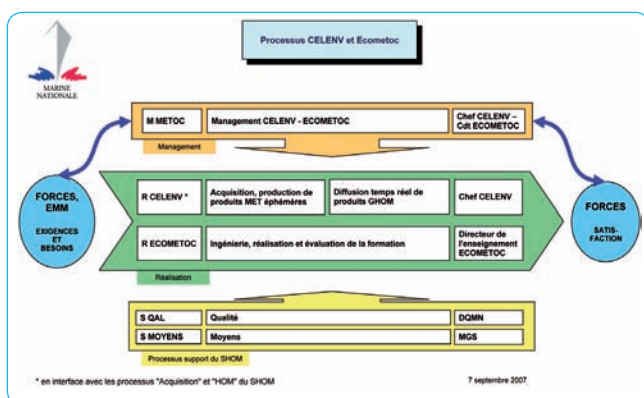 Processus CELENV et Ecometoc
MARINE
NATIONALE
M METOC
Management CELENV - ECOMETOC
Chef CELENV –
Cdt ECOMETOC
Management
FORCES,
EMM
EXIGENCES
ET
BESOINS
R CELENV *
Acquisition, production de
produits MET éphémères
Diffusion temps réel de
produits GHOM
Chef CELENV
R ECOMETOC
Ingénierie, réalisation et évaluation de la formation
Directeur de
l'enseignement
ECOMETOC
Réalisation
FORCES
SATIS-
FACTION
S QAL
Qualité
DQMN
S MOYENS
Moyens
MGS
Processus support du SHOM
* en interface avec les processus "Acquisition" et "HOM" du SHOM
7 septembre 2007